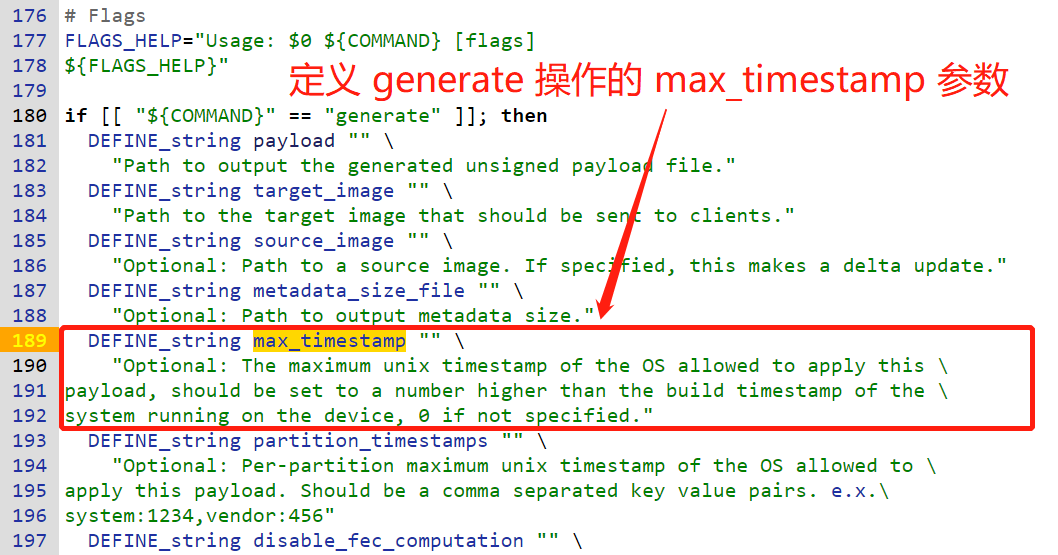 176 # Flags
177 FLAGS_HELP="Usage: $0 ${COMMAND} [flags]
178 ${FLAGS_HELP}"
定义 generate 操作的 max_timestamp 参数
179
180 if [[ "${COMMAND}" == "generate" ]]; then
181   DEFINE_string payload "" \
182     "Path to output the generated unsigned payload file."
183   DEFINE_string target_image "" \
184     "Path to the target image that should be sent to clients."
185   DEFINE_string source_image "" \
186     "Optional: Path to a source image. If specified, this makes a delta update."
187   DEFINE_string metadata_size_file "" \
188     "Optional: Path to output metadata size."
189   DEFINE_string max_timestamp "" \
190     "Optional: The maximum unix timestamp of the OS allowed to apply this \
191 payload, should be set to a number higher than the build timestamp of the \
192 system running on the device, 0 if not specified."
193   DEFINE_string partition_timestamps "" \
194     "Optional: Per-partition maximum unix timestamp of the OS allowed to \
195 apply this payload. Should be a comma separated key value pairs. e.x.\
196 system:1234,vendor:456"
197   DEFINE_string disable_fec_computation "" \